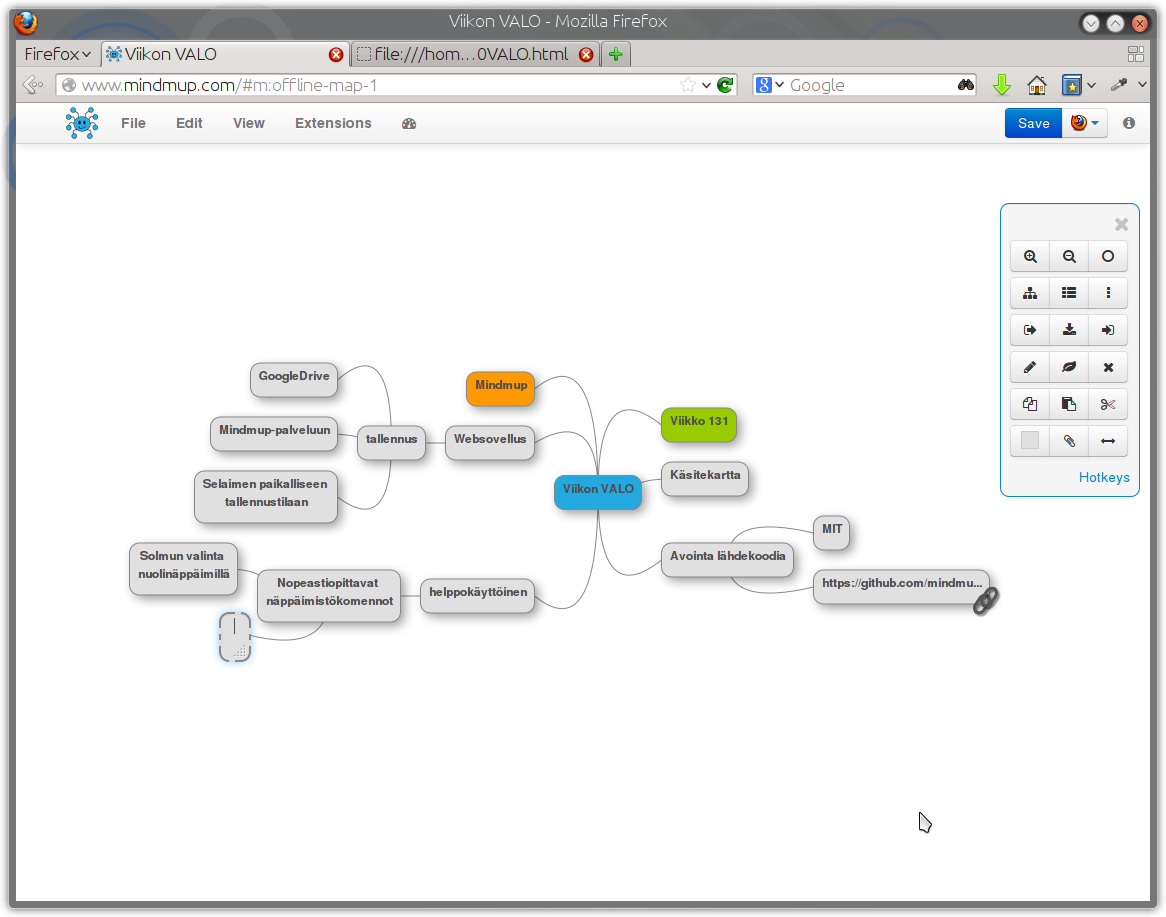 Viikon VALO - Mozilla Firefox
Firefox
Viikon VALO
file:///hom...0VALO.html
www.mindmup.com/#m:offline-map-1
Google
File
Edit
View
Extensions
Save
GoogleDrive
Mindmup-palveluun
Selaimen paikalliseen
tallennustilaan
tallennus
Websovellus
Mindmup
Viikon VALO
Viikko 131
Käsitekartta
Avointa lähdekoodia
MIT
https://github.com/mindmu...
Solmun valinta
nuolinäppäimillä
Nopeastiopittavat
näppäimistökomennot
helppokäyttöinen
Hotkeys